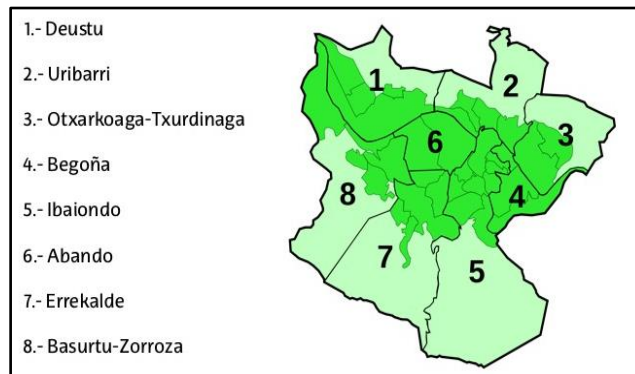 1.- Deustu
2.- Uribarri
3.- Otxarkoaga-Txurdinaga
4.- Begoña
5.- Ibaiondo
6.- Abando
7.- Errekalde
8.- Basurtu-Zorroza
1
2
3
6
4
8
7
5